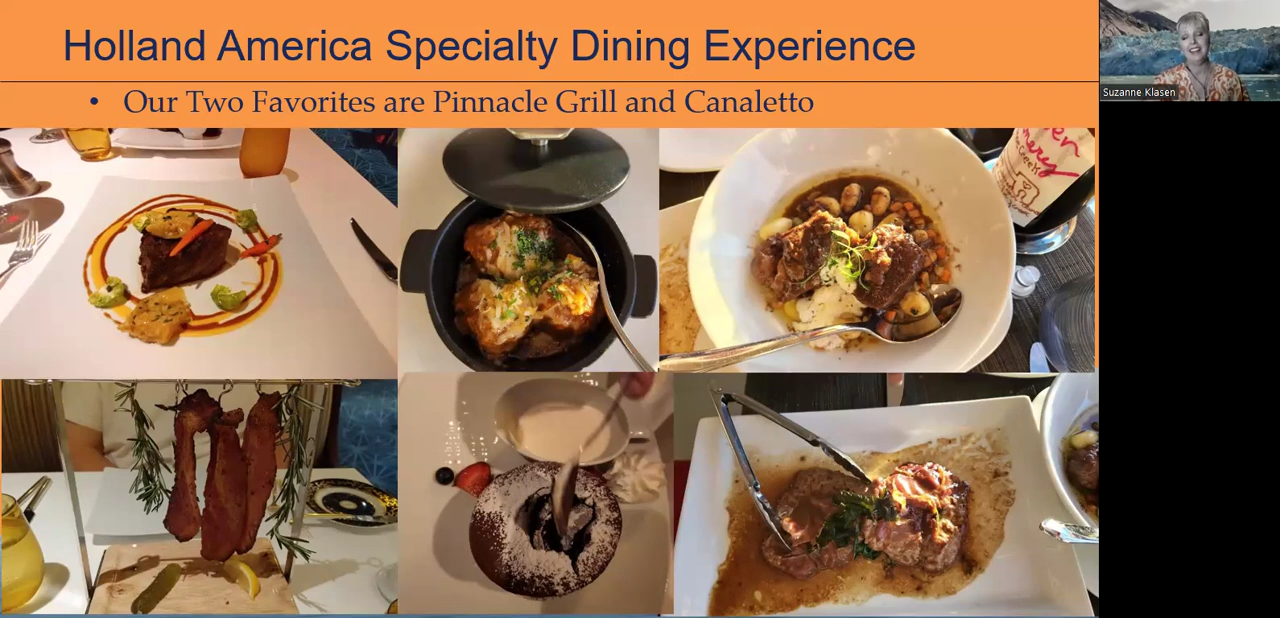 Holland America Specialty Dining Experience
• Our Two Favorites are Pinnacle Grill and Canaletto
Suzanne Klasen